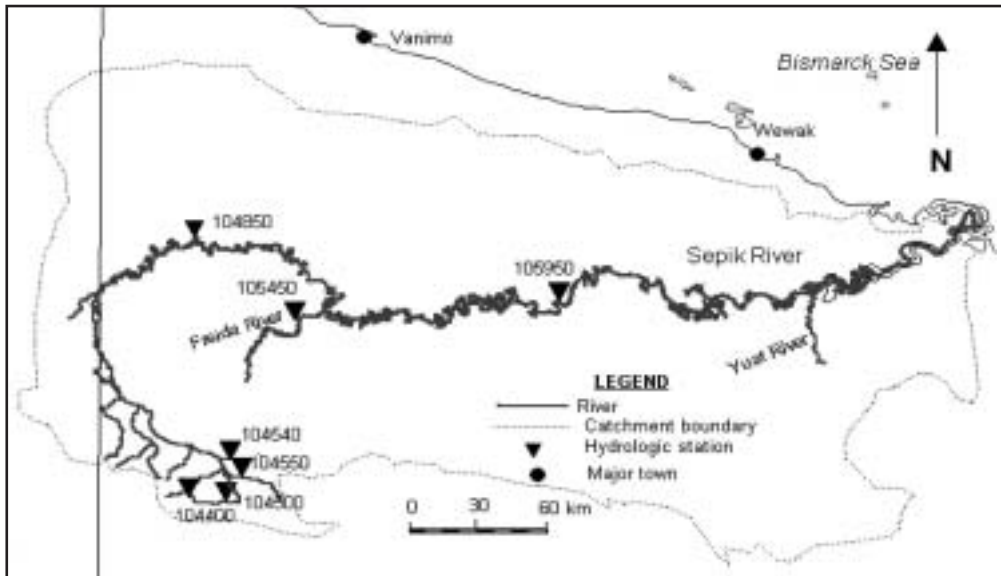 Vanimo
Bismarck Sea
Wewak
N
104850
Sepik River
105950
105450
Yuat River
LEGEND
River
Catchment boundary
Hydrologic station
Major town
104540
104550
104400
0 30 60 km